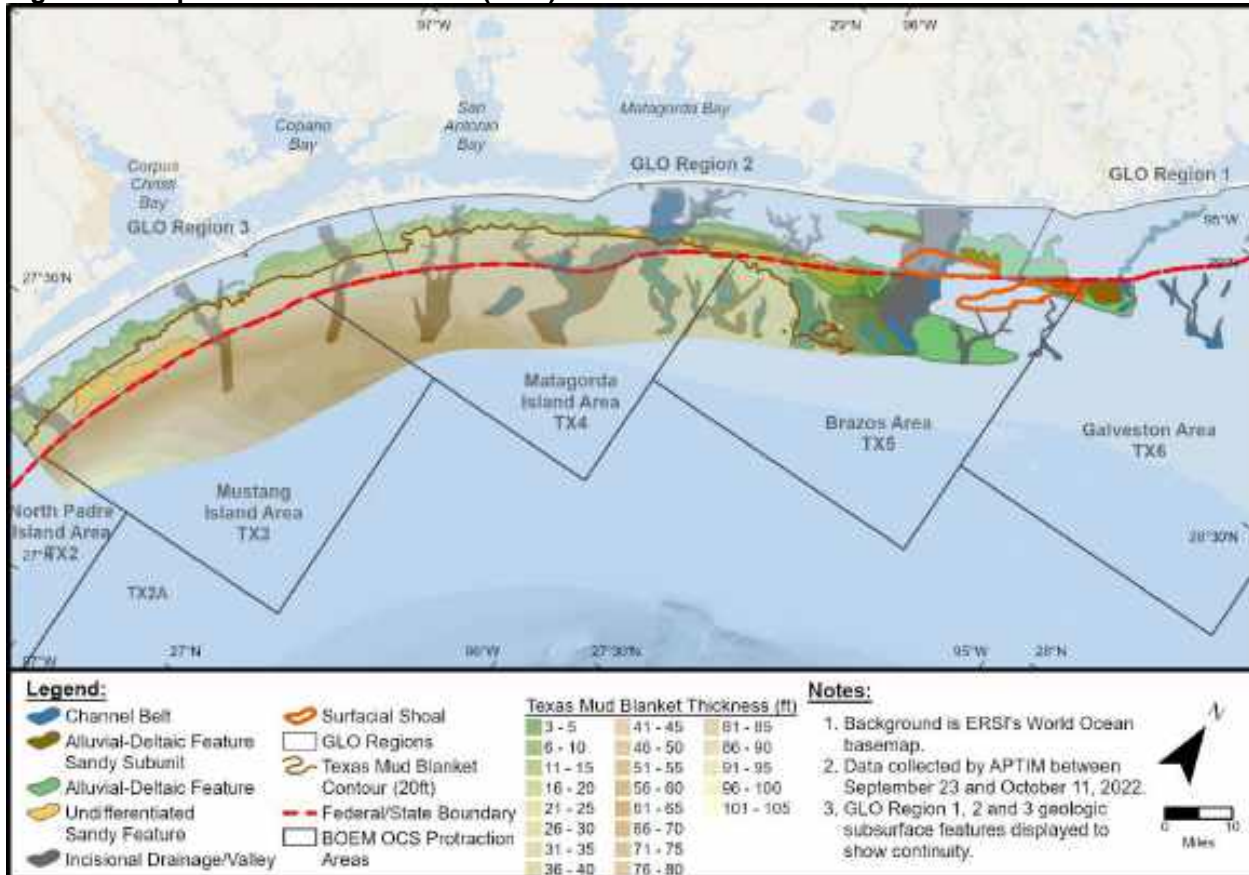 97°W
29°N
96°W
Copano
Bay
San
Antonio
Bay
Matagorda Bay
Corpus
Christi
Bay
GLO Region 2
GLO Region 1
GLO Region 3
95°W
27°30'N
Matagorda
Island Area
TX4
Brazos Area
TX5
Galveston Area
TX6
Mustang
Island Area
TX3
North Padre
Island Area
TX2
28°30'N
TX2A
27°N
96°W
27°30'N
95°W
28°N
Legend:
Channel Belt
Alluvial-Deltaic Feature
Sandy Subunit
Alluvial-Deltaic Feature
Undifferentiated
Sandy Feature
Incisional Drainage/Valley
Surfacial Shoal
GLO Regions
Texas Mud Blanket
Contour (20ft)
Federal/State Boundary
BOEM OCS Protraction
Areas
Texas Mud Blanket Thickness (ft)
3 - 5
6 - 10
11 - 15
16 - 20
21 - 25
26 - 30
31 - 35
36 - 40
41 - 45
46 - 50
51 - 55
56 - 60
61 - 65
66 - 70
71 - 75
76 - 80
81 - 85
86 - 90
91 - 95
96 - 100
101 - 105
Notes:
1. Background is ERSI's World Ocean
basemap.
2. Data collected by APTIM between
September 23 and October 11, 2022.
3. GLO Region 1, 2 and 3 geologic
subsurface features displayed to
show continuity.
N
0 10
Miles